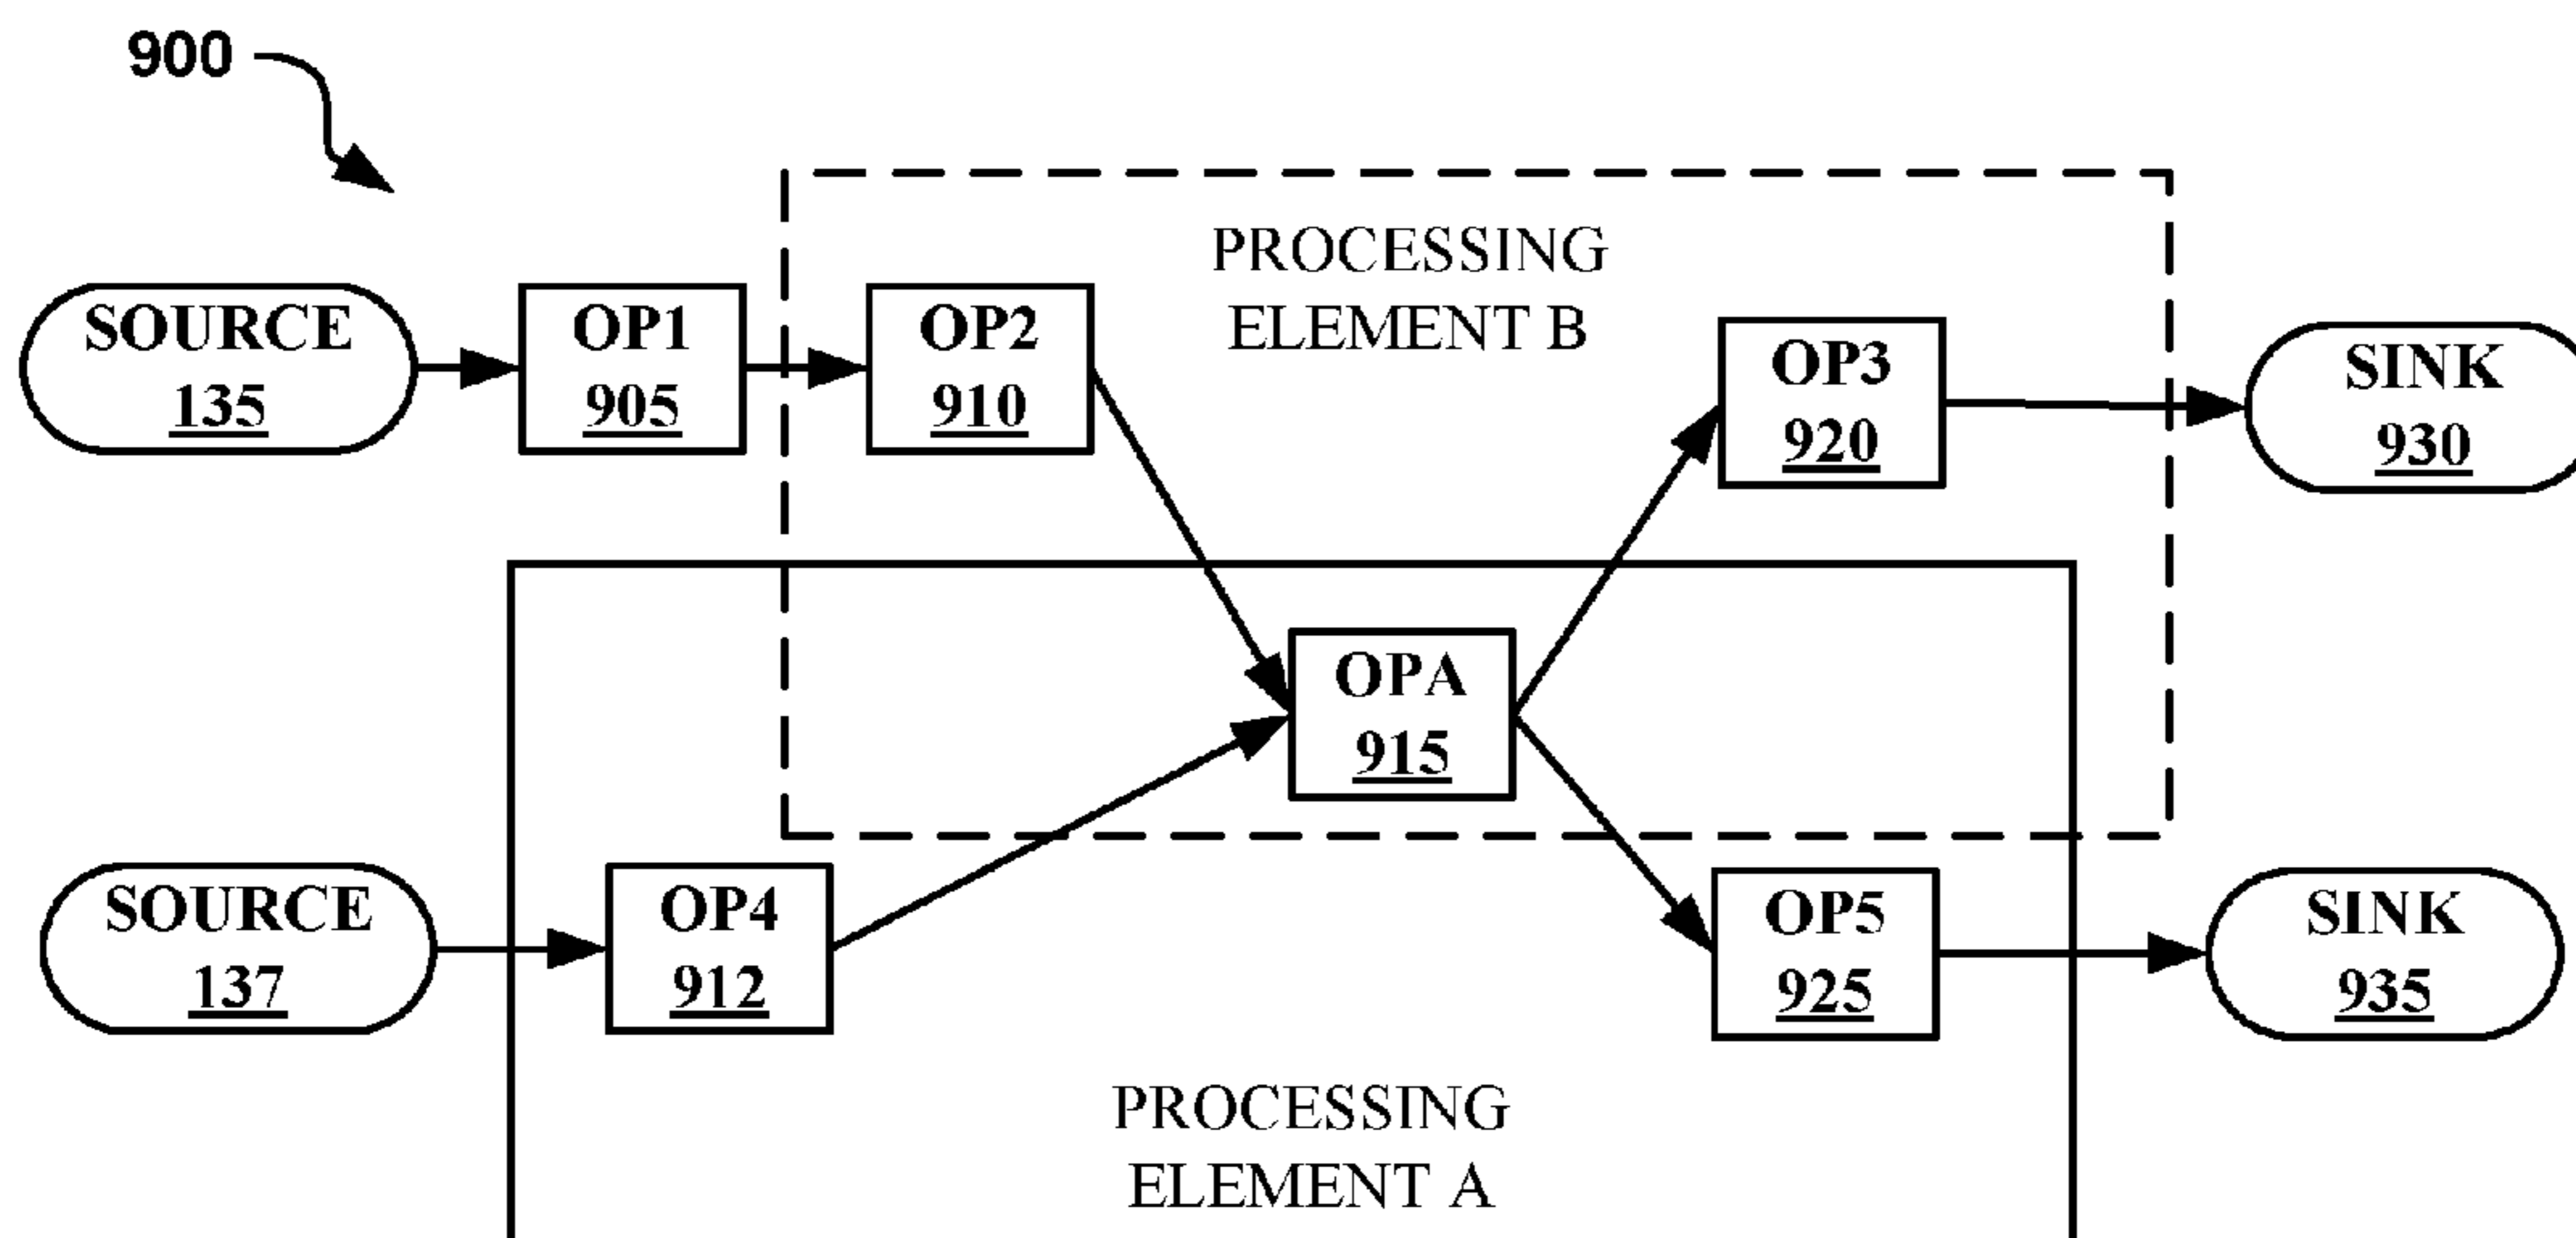 900
PROCESSING
ELEMENT B
SOURCE
135
OP1
905
OP2
910
OP3
920
SINK
930
OPA
915
SOURCE
137
OP4
912
OP5
925
SINK
935
PROCESSING
ELEMENT A